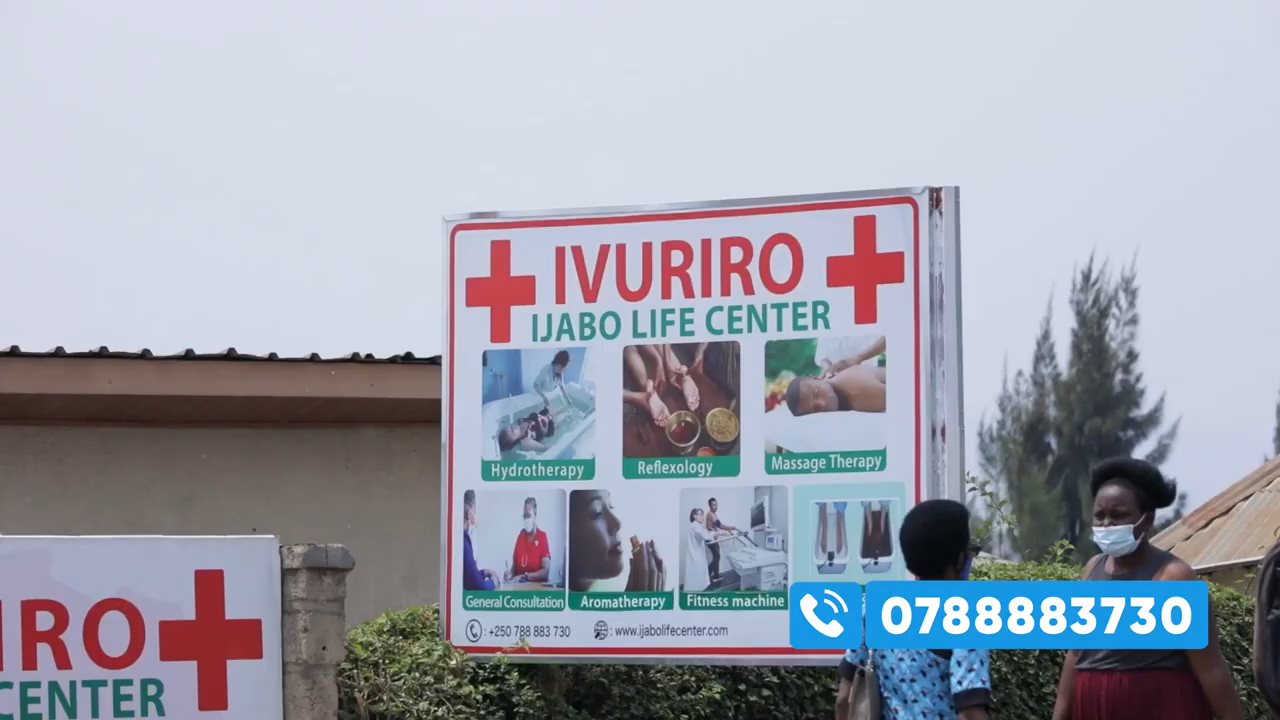 IVURIRO
IJABO LIFE CENTER
Hydrotherapy
Reflexology
Massage Therapy
General Consultation
Aromatherapy
Fitness machine
: +250 788 883 730
: www.ijabolifecenter.com
IRO
CENTER
0788883730